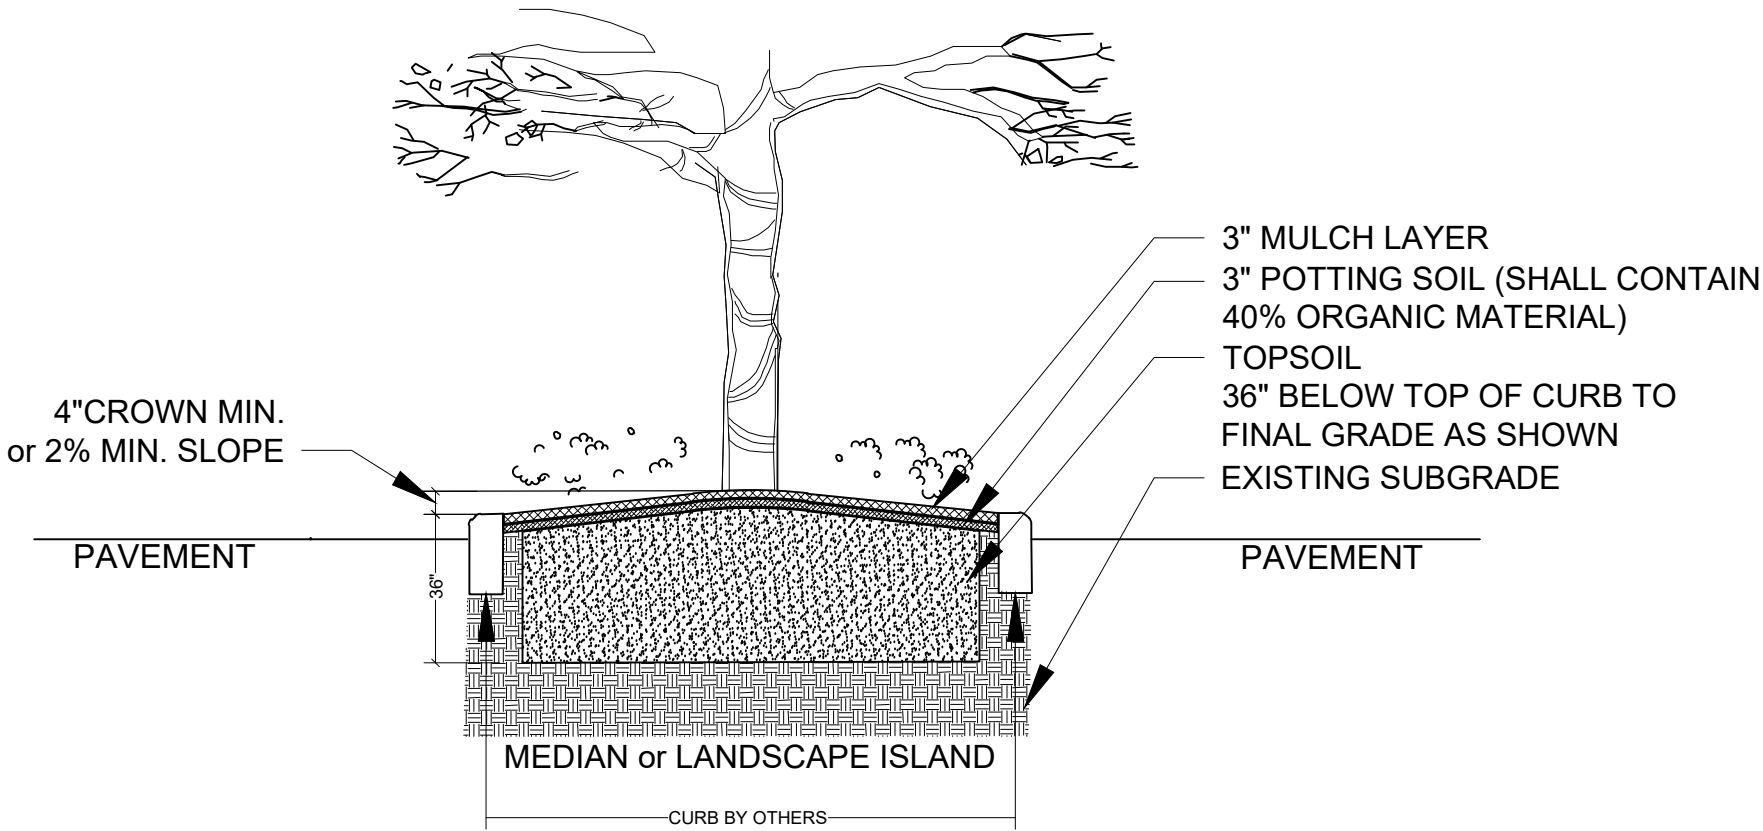 3" MULCH LAYER
3" POTTING SOIL (SHALL CONTAIN
40% ORGANIC MATERIAL)
TOPSOIL
36" BELOW TOP OF CURB TO
FINAL GRADE AS SHOWN
EXISTING SUBGRADE
4"CROWN MIN.
or 2% MIN. SLOPE
PAVEMENT
36"
PAVEMENT
MEDIAN or LANDSCAPE ISLAND
CURB BY OTHERS